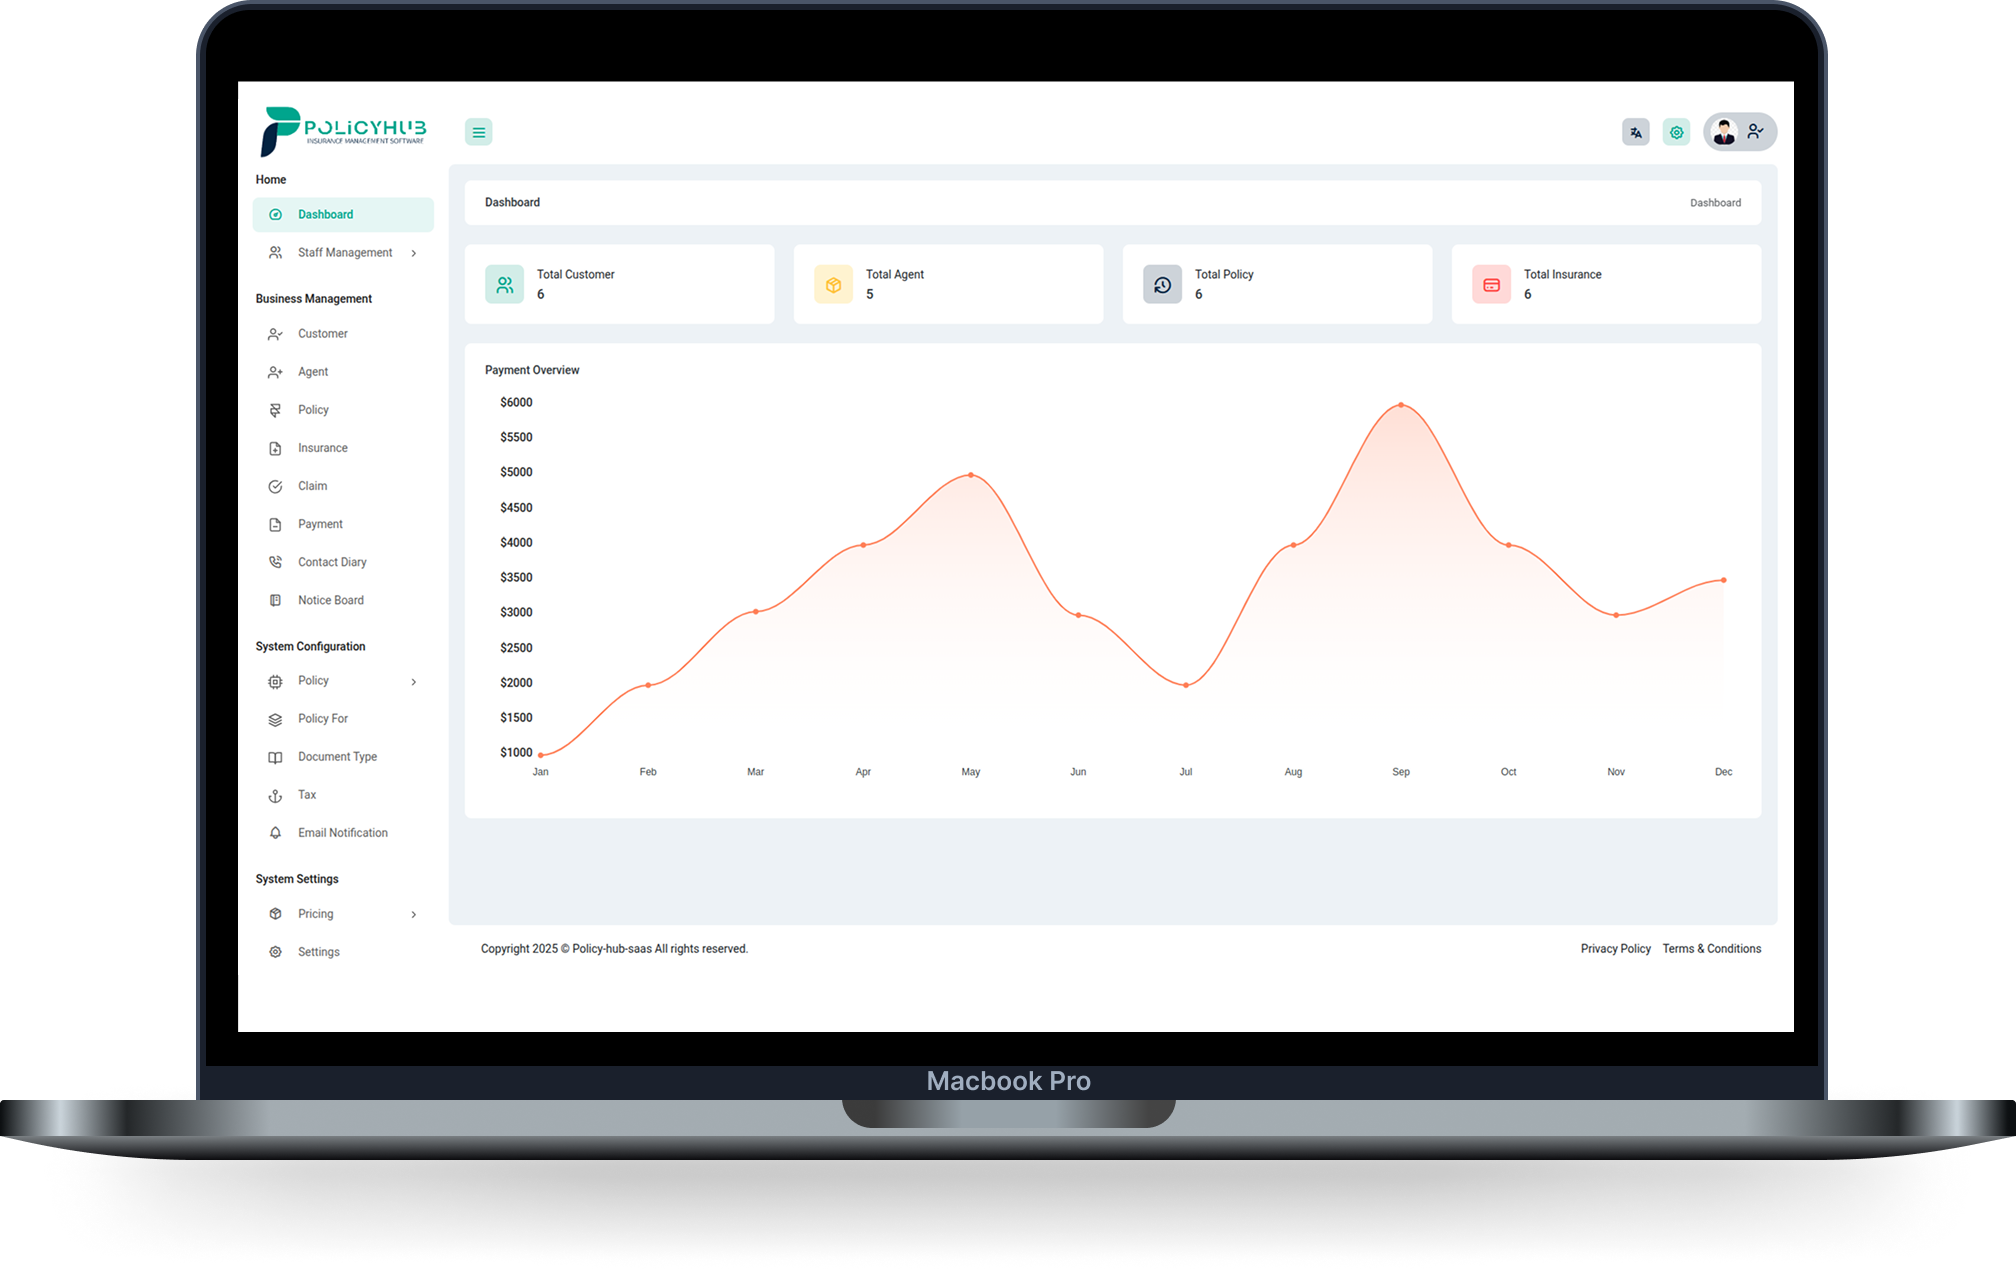 POLiCYHUB
INSURANCE MANAGEMENT SOFTWARE
Home
Dashboard
Staff Management
Business Management
Customer
Agent
Policy
Insurance
Claim
Payment
Contact Diary
Notice Board
System Configuration
Policy
Policy For
Document Type
Tax
Email Notification
System Settings
Pricing
Settings
Dashboard
Dashboard
Total Customer
6
Total Agent
5
Total Policy
6
Total Insurance
6
Payment Overview
$6000
$5500
$5000
$4500
$4000
$3500
$3000
$2500
$2000
$1500
$1000
Jan Feb Mar Apr May Jun Jul Aug Sep Oct Nov Dec
Copyright 2025 © Policy-hub-saas All rights reserved.
Privacy Policy Terms & Conditions
Macbook Pro